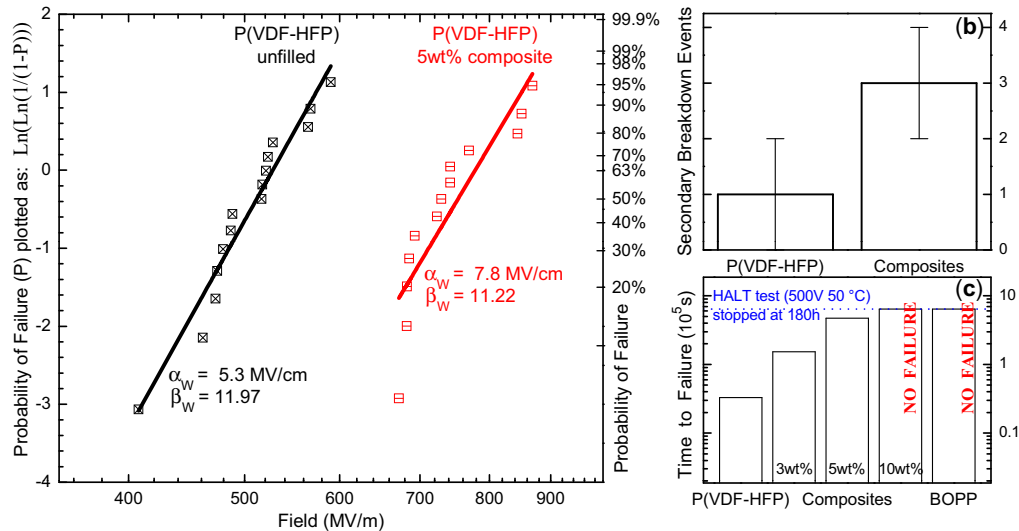 P(VDF-HFP)
unfilled
P(VDF-HFP)
5wt% composite
α_W = 5.3 MV/cm
β_W = 11.97
α_W = 7.8 MV/cm
β_W = 11.22
Probability of Failure (P) plotted as: Ln(Ln(1/(1-P)))
2
1
0
-1
-2
-3
-4
400
500
600
700
800
900
Field (MV/m)
99.9%
99%
98%
95%
90%
80%
70%
63%
50%
40%
30%
20%
Probability of Failure
(b)
Secondary Breakdown Events
4
3
2
1
0
P(VDF-HFP)
Composites
(c)
HALT test (500V 50 °C)
stopped at 180h
Time to Failure (10⁵s)
10
1
0.1
NO FAILURE
NO FAILURE
3wt%
5wt%
10wt%
P(VDF-HFP)
Composites
BOPP